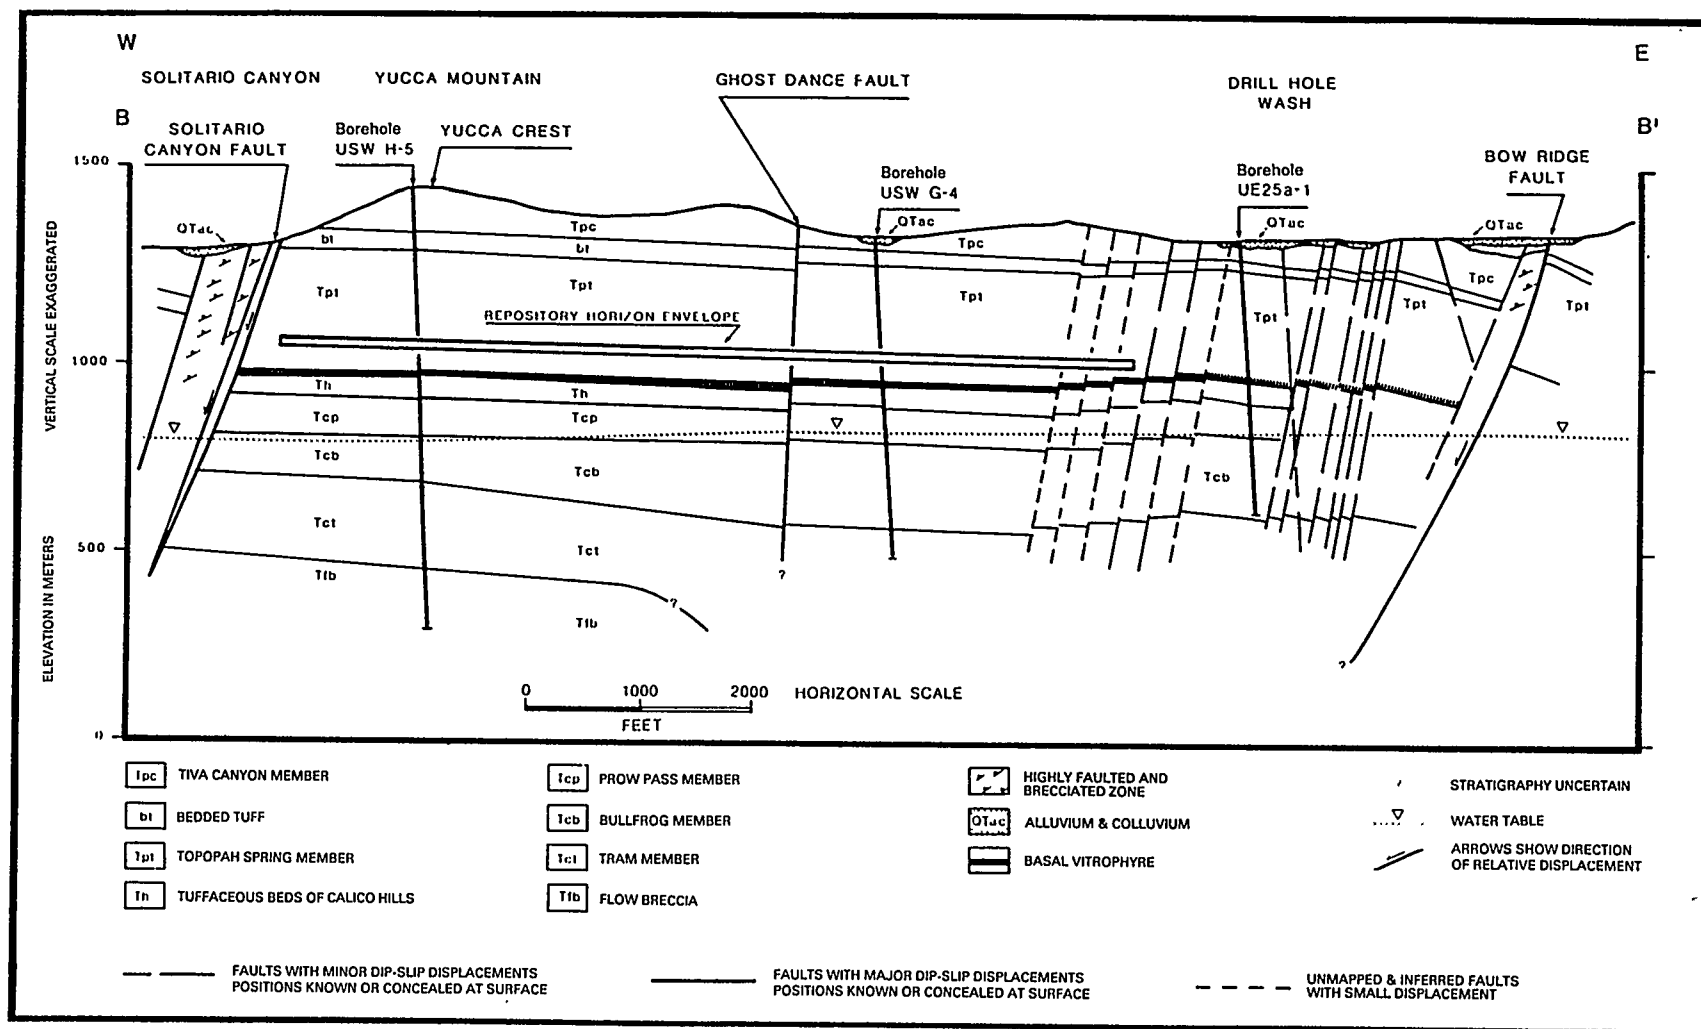 W
E
SOLITARIO CANYON
YUCCA MOUNTAIN
GHOST DANCE FAULT
DRILL HOLE
WASH
B
B'
SOLITARIO
CANYON FAULT
Borehole
USW H-5
YUCCA CREST
Borehole
USW G-4
Borehole
UE25a-1
BOW RIDGE
FAULT
1500
1000
500
0
VERTICAL SCALE EXAGGERATED
ELEVATION IN METERS
QTac
QTac
QTac
QTac
Tpc
Tpc
Tpc
bt
bt
Tpt
Tpt
Tpt
Tpt
Tpt
Tpt
REPOSITORY HORIZON ENVELOPE
Th
Th
Tcp
Tcp
Tcb
Tcb
Tcb
Tct
Tct
Tfb
Tfb
?
?
?
0 1000 2000 HORIZONTAL SCALE
FEET
Tpc TIVA CANYON MEMBER
bt BEDDED TUFF
Tpt TOPOPAH SPRING MEMBER
Th TUFFACEOUS BEDS OF CALICO HILLS
Tcp PROW PASS MEMBER
Tcb BULLFROG MEMBER
Tct TRAM MEMBER
Tfb FLOW BRECCIA
HIGHLY FAULTED AND
BRECCIATED ZONE
QTac ALLUVIUM & COLLUVIUM
BASAL VITROPHYRE
STRATIGRAPHY UNCERTAIN
WATER TABLE
ARROWS SHOW DIRECTION
OF RELATIVE DISPLACEMENT
FAULTS WITH MINOR DIP-SLIP DISPLACEMENTS
POSITIONS KNOWN OR CONCEALED AT SURFACE
FAULTS WITH MAJOR DIP-SLIP DISPLACEMENTS
POSITIONS KNOWN OR CONCEALED AT SURFACE
UNMAPPED & INFERRED FAULTS
WITH SMALL DISPLACEMENT